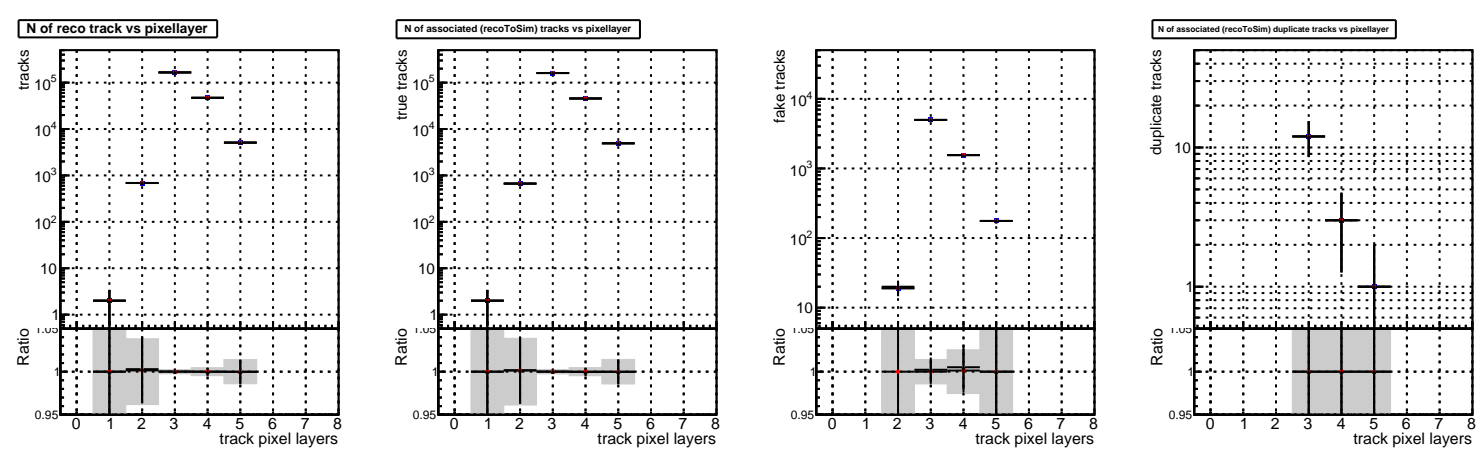 N of reco track vs pixellayer
tracks
10^5
10^4
10^3
10^2
10
1
Ratio
1.05
1
0.95
0 1 2 3 4 5 6 7 8
track pixel layers
N of associated (recoToSim) tracks vs pixellayer
true tracks
10^5
10^4
10^3
10^2
10
1
Ratio
1.05
1
0.95
0 1 2 3 4 5 6 7 8
track pixel layers
fake tracks
10^4
10^3
10^2
10
Ratio
1.05
1
0.95
0 1 2 3 4 5 6 7 8
track pixel layers
N of associated (recoToSim) duplicate tracks vs pixellayer
duplicate tracks
10
1
Ratio
1.05
1
0.95
0 1 2 3 4 5 6 7 8
track pixel layers